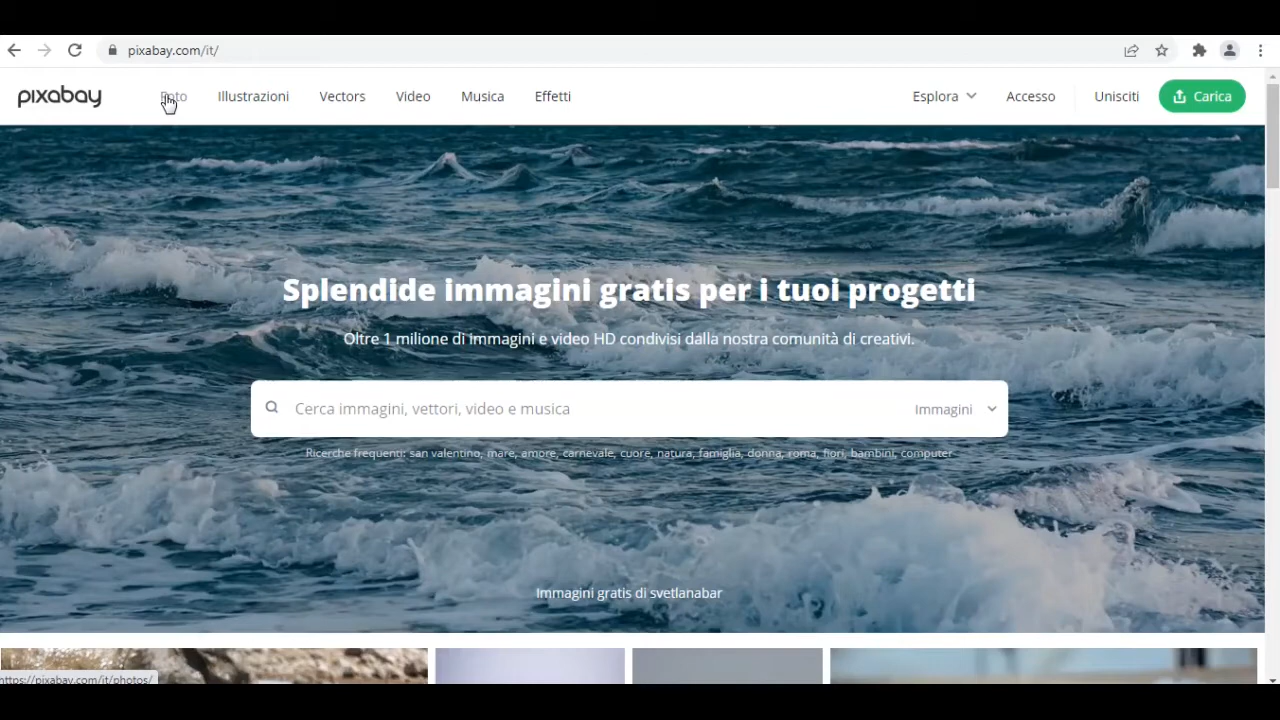 pixabay.com/it/
pixabay
Foto
Illustrazioni
Vectors
Video
Musica
Effetti
Esplora
Accesso
Unisciti
Carica
Splendide immagini gratis per i tuoi progetti
Oltre 1 milione di immagini e video HD condivisi dalla nostra comunità di creativi.
Cerca immagini, vettori, video e musica
Immagini
Ricerche frequenti: san valentino, mare, amore, carnevale, cuore, natura, famiglia, donna, roma, fiori, bambini, computer
Immagini gratis di svetlanabar
https://pixabay.com/it/photos/